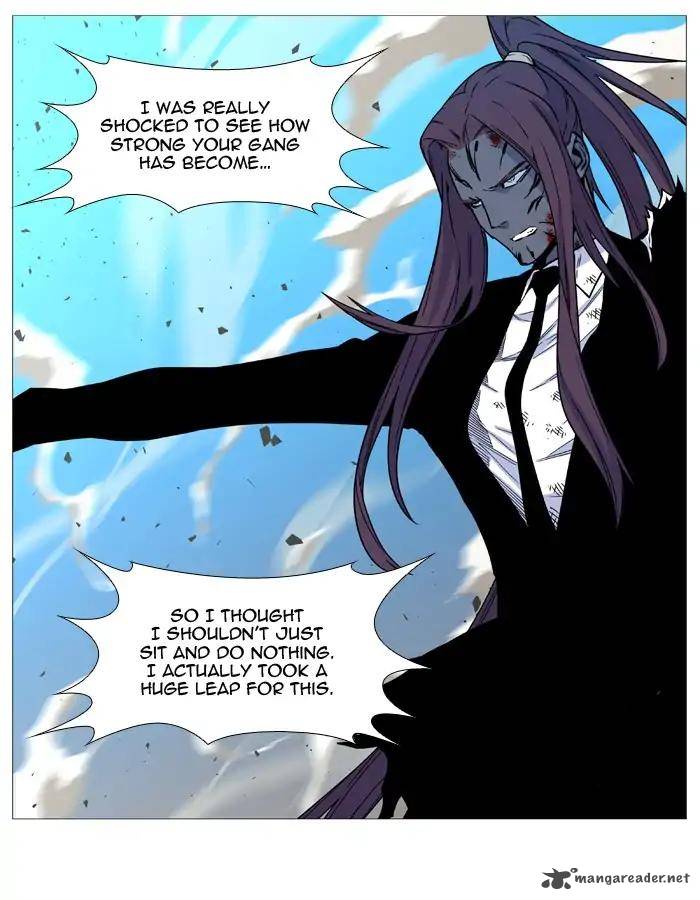 I WAS REALLY
SHOCKED TO SEE HOW
STRONG YOUR GANG
HAS BECOME...
SO I THOUGHT
I SHOULDN'T JUST
SIT AND DO NOTHING.
I ACTUALLY TOOK A
HUGE LEAP FOR THIS.
mangareader.net